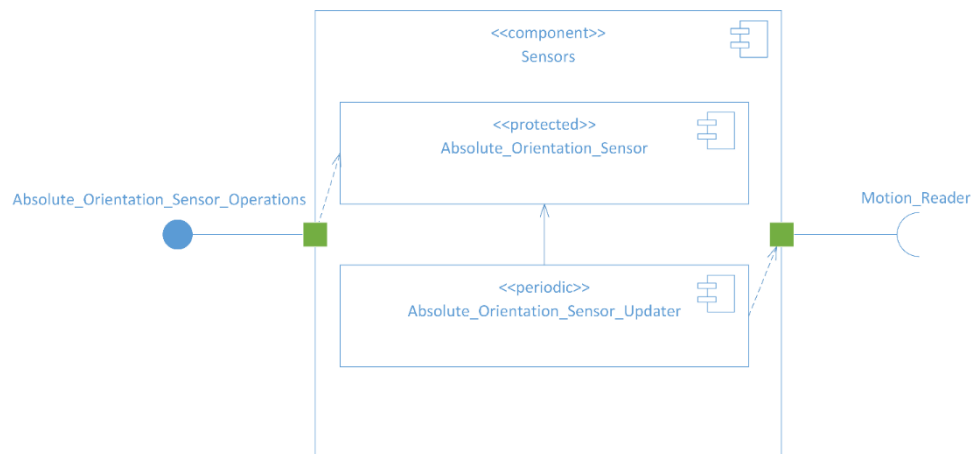 <<component>>
Sensors
<<protected>>
Absolute_Orientation_Sensor
Absolute_Orientation_Sensor_Operations
Motion_Reader
<<periodic>>
Absolute_Orientation_Sensor_Updater